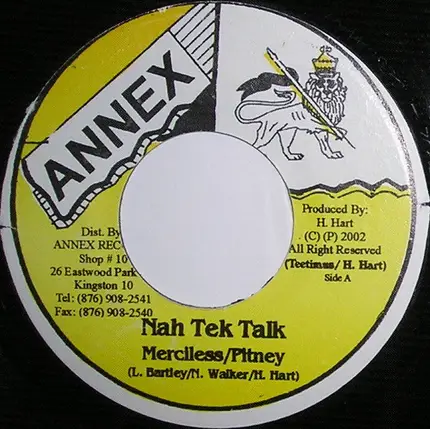 ANNEX
Dist. By
ANNEX REC
Shop # 10
26 Eastwood Park
Kingston 10
Tel: (876) 908-2541
Fax: (876) 908-2540
Produced By:
H. Hart
(C) (P) 2002
All Right Reserved
(Teetimus/ H. Hart)
Side A
Nah Tek Talk
Merciless/Pitney
(L. Bartley/N. Walker/H. Hart)